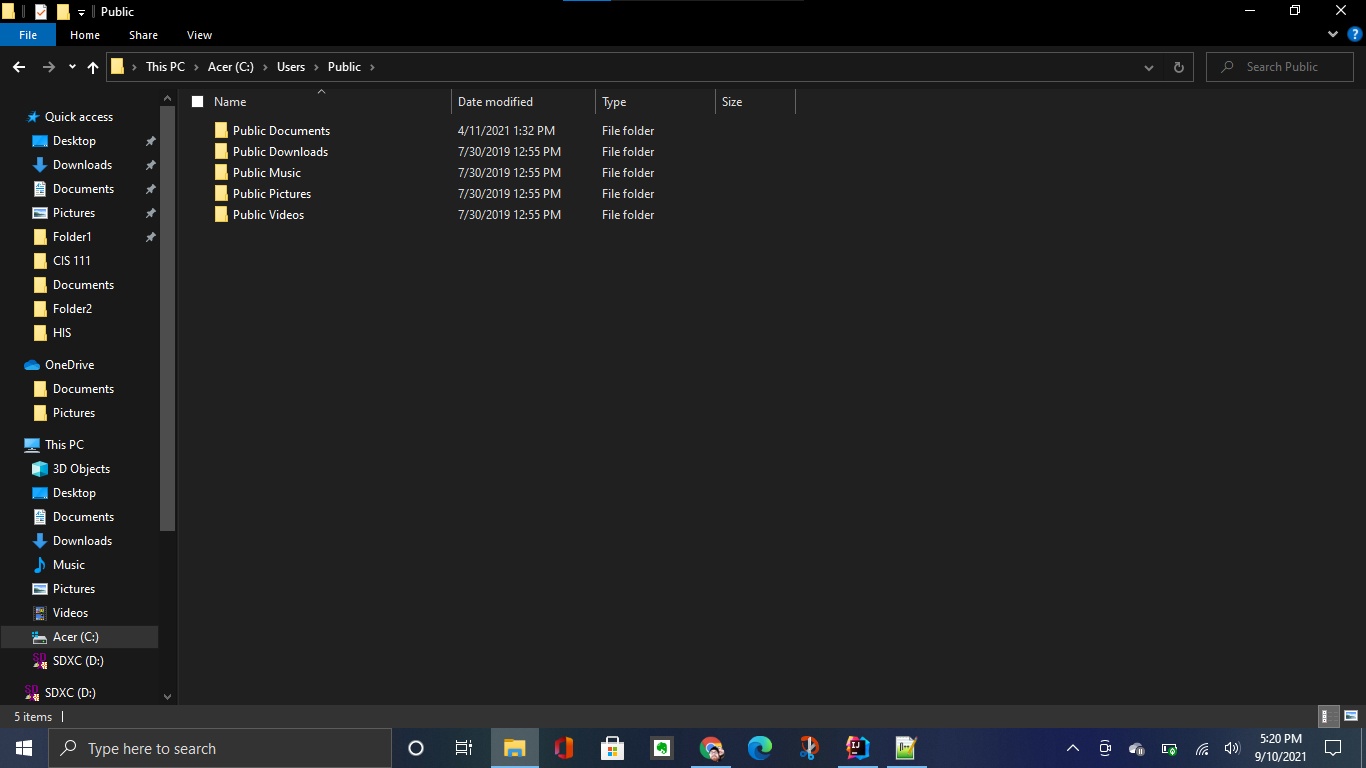 Public
File Home Share View
This PC Acer (C:) Users Public
Search Public
Name Date modified Type Size
Public Documents 4/11/2021 1:32 PM File folder
Public Downloads 7/30/2019 12:55 PM File folder
Public Music 7/30/2019 12:55 PM File folder
Public Pictures 7/30/2019 12:55 PM File folder
Public Videos 7/30/2019 12:55 PM File folder
Quick access
Desktop
Downloads
Documents
Pictures
Folder1
CIS 111
Documents
Folder2
HIS
OneDrive
Documents
Pictures
This PC
3D Objects
Desktop
Documents
Downloads
Music
Pictures
Videos
Acer (C:)
SDXC (D:)
SDXC (D:)
5 items
Type here to search
5:20 PM
9/10/2021